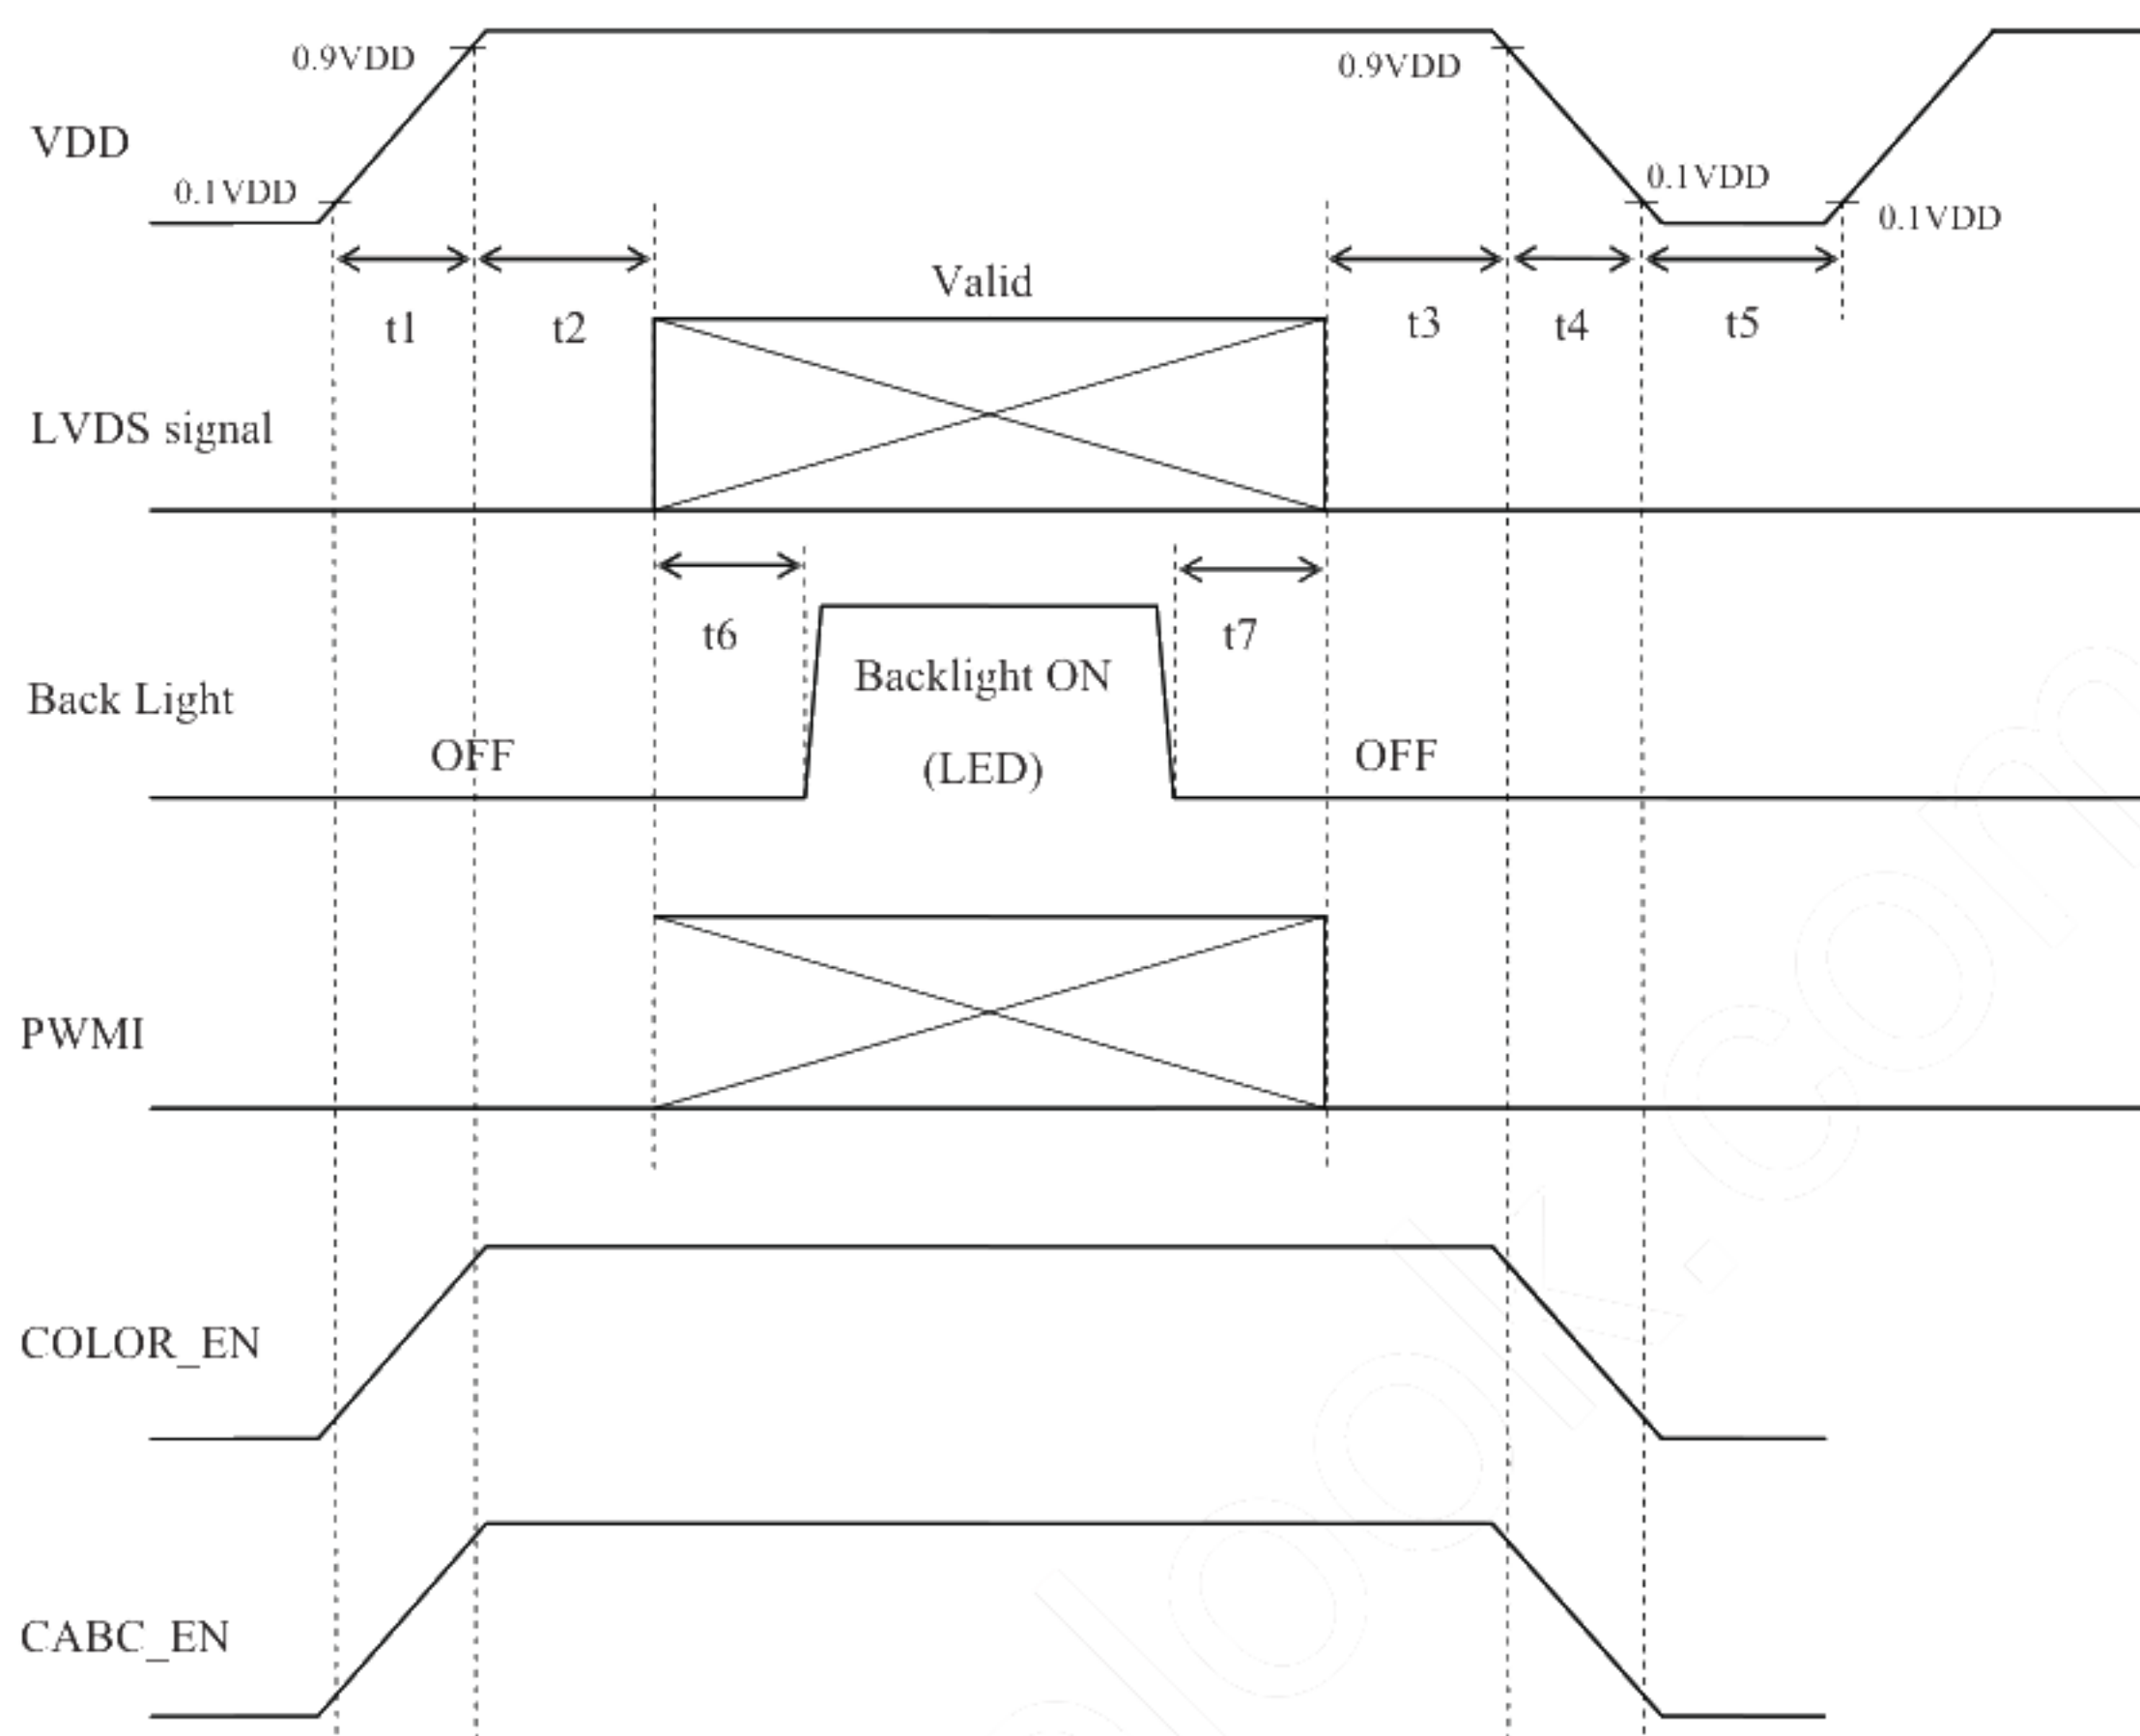 0.9VDD
0.9VDD
VDD
0.1VDD
0.1VDD
0.1VDD
t1
t2
Valid
t3
t4
t5
LVDS signal
t6
t7
Back Light
OFF
Backlight ON
(LED)
OFF
PWMI
COLOR_EN
CABC_EN